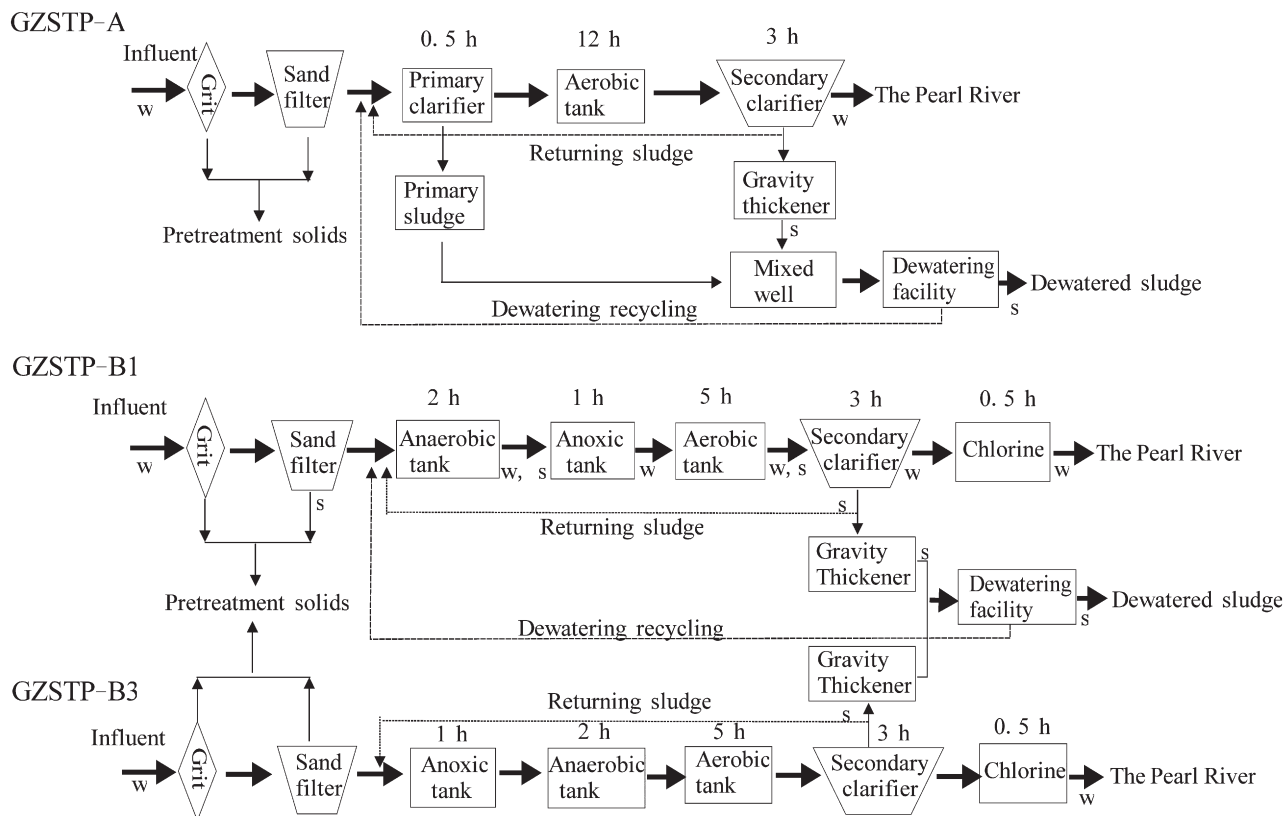 GZSTP-A
0. 5 h
12 h
3 h
Influent
Grit
Sand
filter
Primary
clarifier
Aerobic
tank
Secondary
clarifier
The Pearl River
w
w
Returning sludge
Primary
sludge
Gravity
thickener
s
Pretreatment solids
Mixed
well
Dewatering
facility
Dewatered sludge
s
Dewatering recycling
GZSTP-B1
2 h
1 h
5 h
3 h
0. 5 h
Influent
Grit
Sand
filter
Anaerobic
tank
Anoxic
tank
Aerobic
tank
Secondary
clarifier
Chlorine
The Pearl River
w
w, s
w
w, s
w
w
s
s
Returning sludge
Gravity
Thickener
s
Dewatering
facility
Dewatered sludge
s
Pretreatment solids
Dewatering recycling
Gravity
Thickener
s
GZSTP-B3
Returning sludge
1 h
2 h
5 h
3 h
0. 5 h
Influent
Grit
Sand
filter
Anoxic
tank
Anaerobic
tank
Aerobic
tank
Secondary
clarifier
Chlorine
The Pearl River
w
w